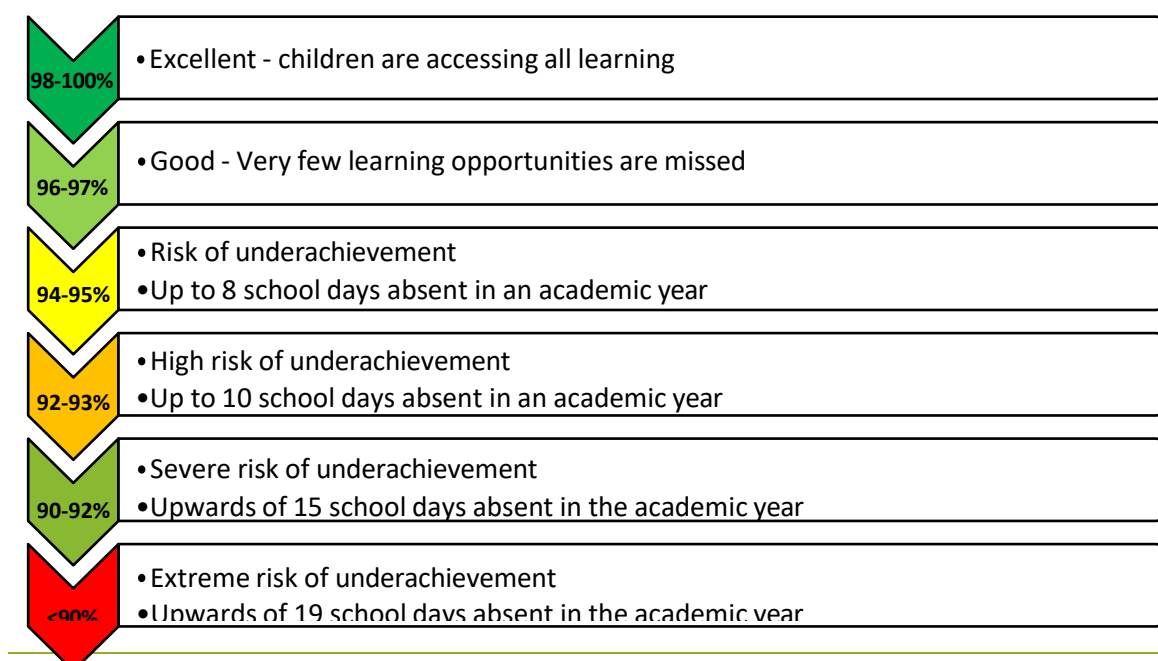 98-100%
•Excellent - children are accessing all learning
96-97%
•Good - Very few learning opportunities are missed
94-95%
•Risk of underachievement
•Up to 8 school days absent in an academic year
92-93%
•High risk of underachievement
•Up to 10 school days absent in an academic year
90-92%
•Severe risk of underachievement
•Upwards of 15 school days absent in the academic year
<90%
•Extreme risk of underachievement
•Upwards of 19 school days absent in the academic year